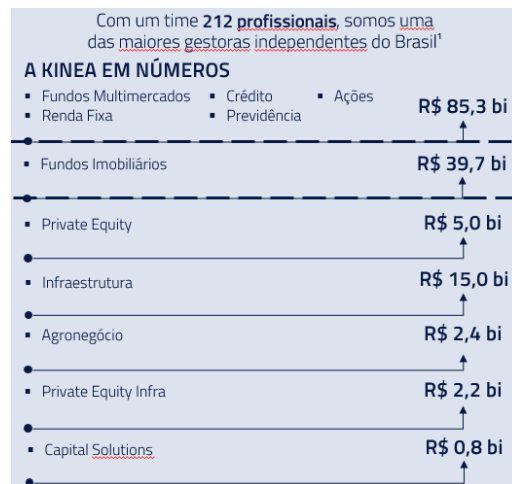 Com um time 212 profissionais, somos uma
das maiores gestoras independentes do Brasil¹
A KINEA EM NÚMEROS
▪ Fundos Multimercados ▪ Crédito ▪ Ações
▪ Renda Fixa ▪ Previdência R$ 85,3 bi
▪ Fundos Imobiliários R$ 39,7 bi
▪ Private Equity R$ 5,0 bi
▪ Infraestrutura R$ 15,0 bi
▪ Agronegócio R$ 2,4 bi
▪ Private Equity Infra R$ 2,2 bi
▪ Capital Solutions R$ 0,8 bi